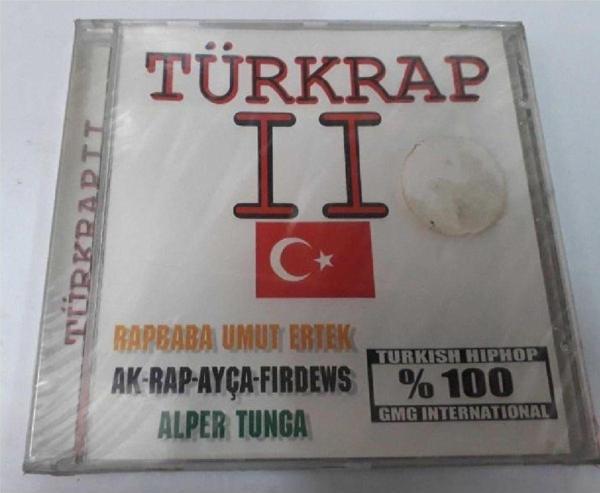 TÜRKRAP
II
TÜRKRAP II
RAPBABA UMUT ERTEK
AK-RAP-AYÇA-FIRDEWS
ALPER TUNGA
TURKISH HIPHOP
% 100
GMG INTERNATIONAL